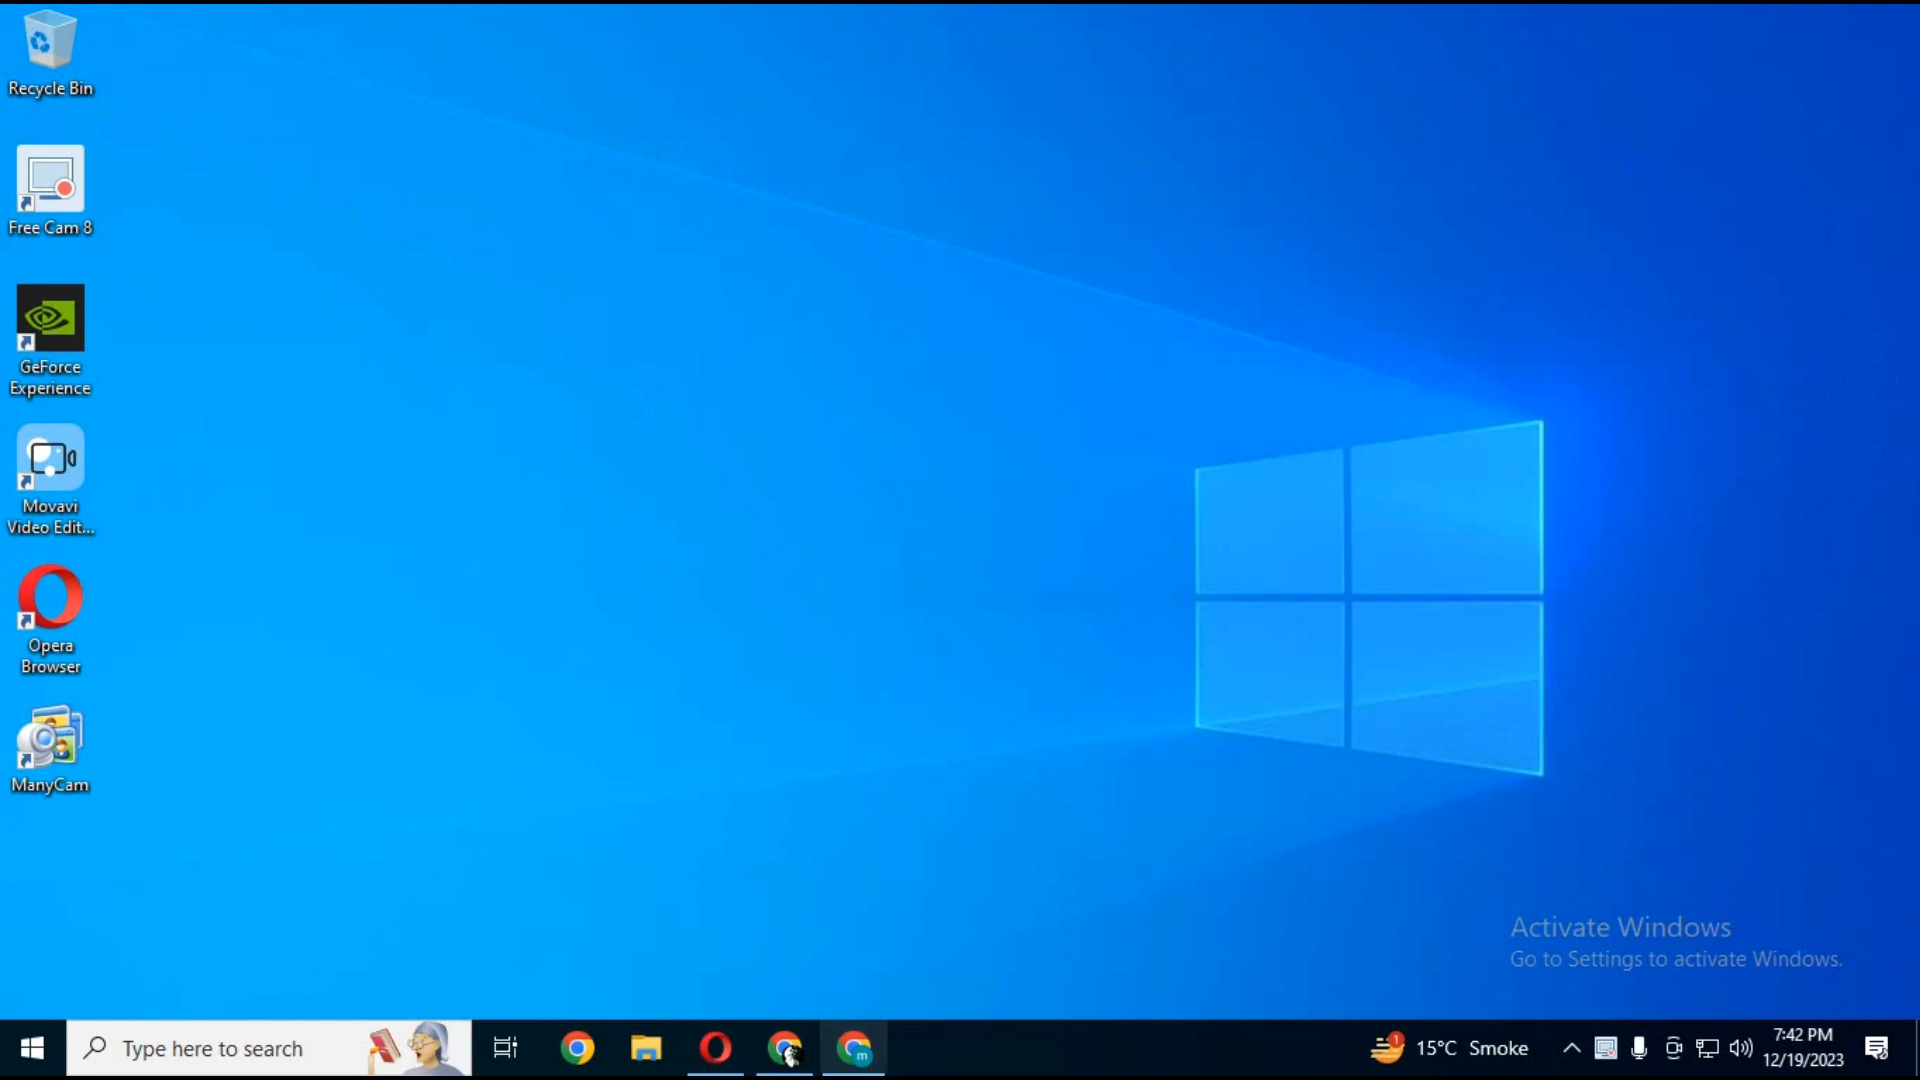 Recycle Bin
Free Cam 8
GeForce
Experience
Movavi
Video Edit...
Opera
Browser
ManyCam
Activate Windows
Go to Settings to activate Windows.
Type here to search
m
1
15°C Smoke
7:42 PM
12/19/2023